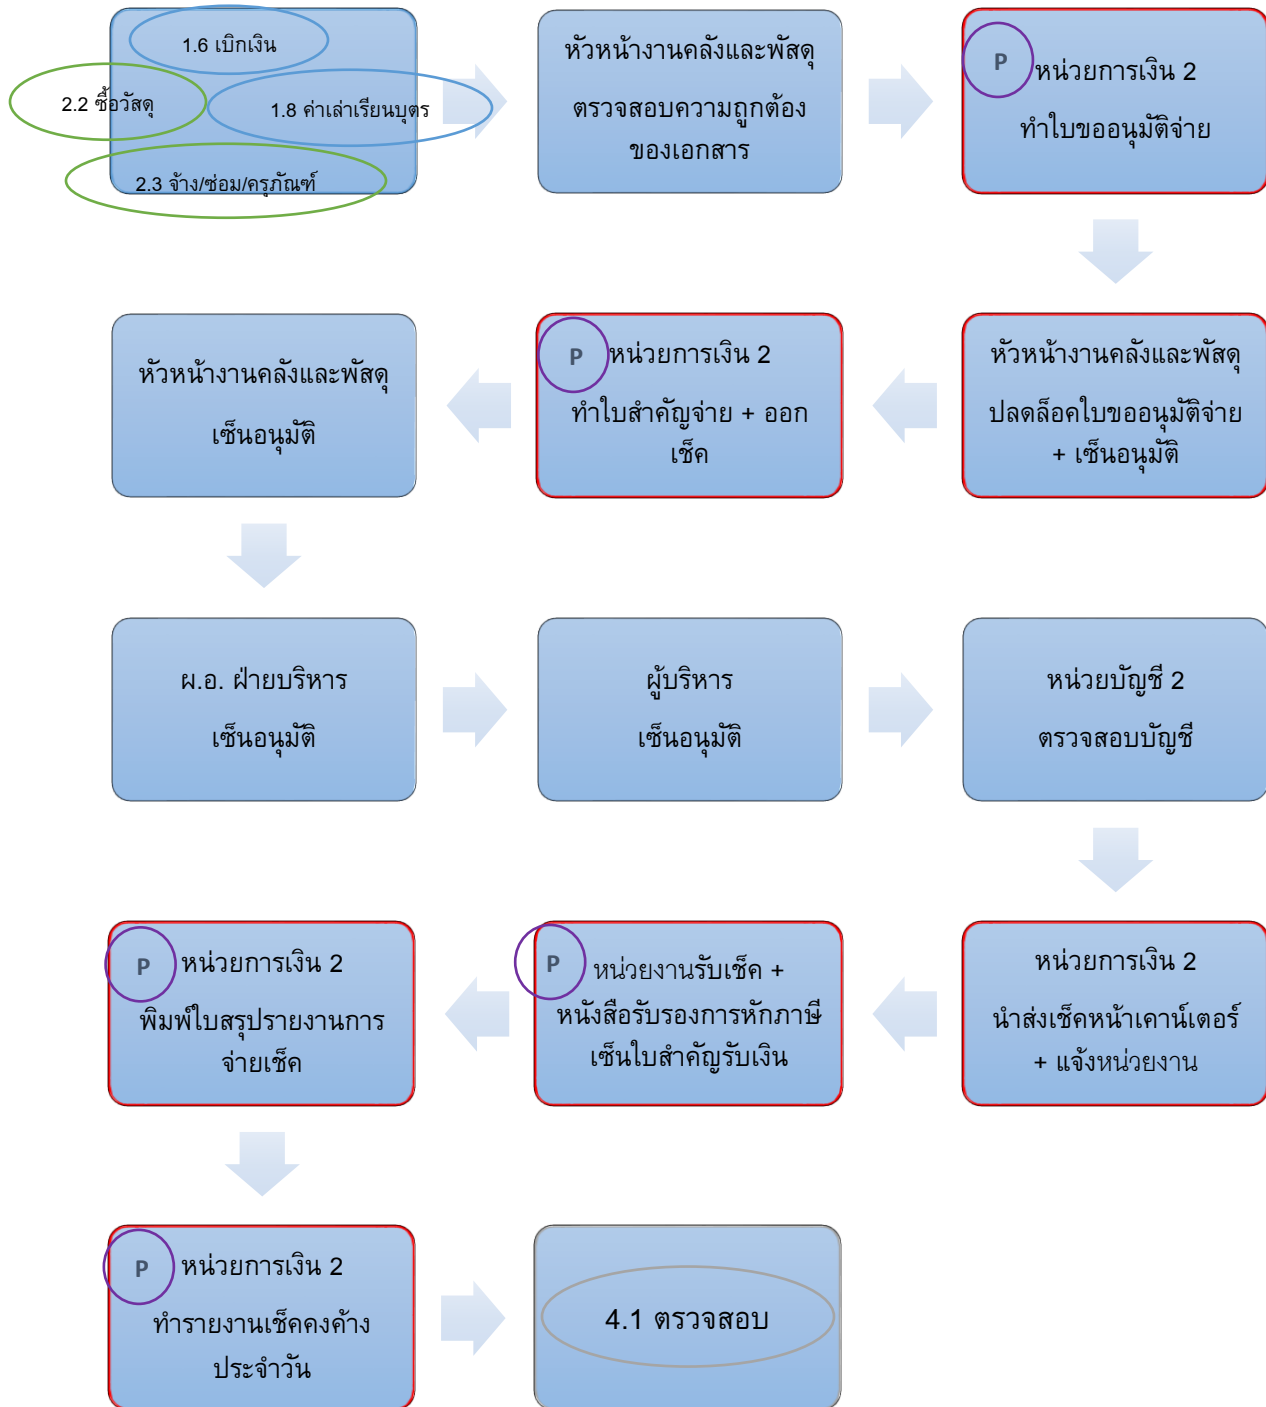 1.6 เบิกเงิน
2.2 ซื้อวัสดุ
1.8 ค่าเล่าเรียนบุตร
2.3 จ้าง/ซ่อม/ครุภัณฑ์
หัวหน้างานคลังและพัสดุ
ตรวจสอบความถูกต้อง
ของเอกสาร
P
หน่วยการเงิน 2
ทำใบขออนุมัติจ่าย
หัวหน้างานคลังและพัสดุ
ปลดล็อคใบขออนุมัติจ่าย
+ เซ็นอนุมัติ
P
หน่วยการเงิน 2
ทำใบสำคัญจ่าย + ออก
เช็ค
หัวหน้างานคลังและพัสดุ
เซ็นอนุมัติ
ผ.อ. ฝ่ายบริหาร
เซ็นอนุมัติ
ผู้บริหาร
เซ็นอนุมัติ
หน่วยบัญชี 2
ตรวจสอบบัญชี
หน่วยการเงิน 2
นำส่งเช็คหน้าเคาน์เตอร์
+ แจ้งหน่วยงาน
P
หน่วยงานรับเช็ค +
หนังสือรับรองการหักภาษี
เซ็นใบสำคัญรับเงิน
P
หน่วยการเงิน 2
พิมพ์ใบสรุปรายงานการ
จ่ายเช็ค
P
หน่วยการเงิน 2
ทำรายงานเช็คคงค้าง
ประจำวัน
4.1 ตรวจสอบ